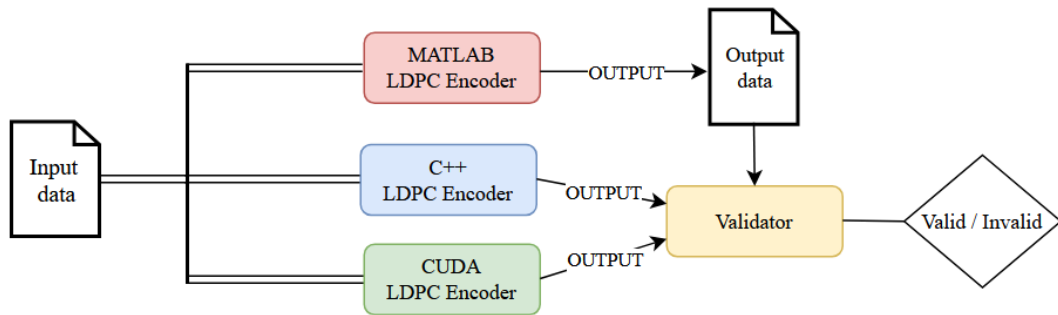 Input
data
MATLAB
LDPC Encoder
OUTPUT
Output
data
C++
LDPC Encoder
OUTPUT
Validator
Valid / Invalid
CUDA
LDPC Encoder
OUTPUT